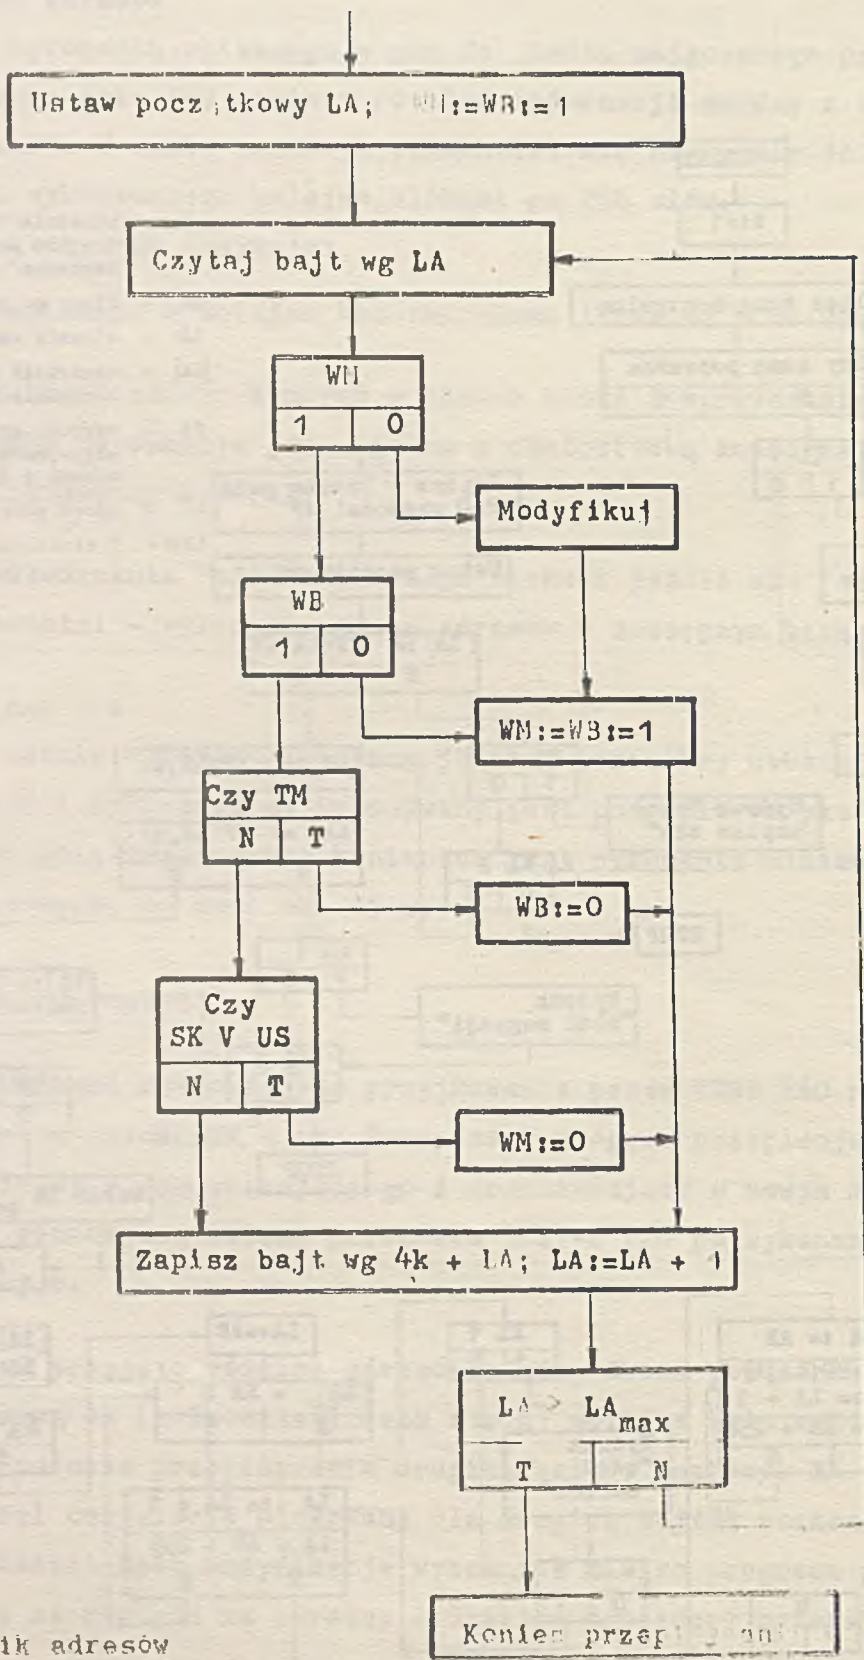 Ustaw początkowy LA; WM:=WB:=1
Czytaj bajt wg LA
WM
1 0
Modyfikuj
WB
1 0
WM:=WB:=1
Czy TM
N T
WB:=0
Czy
SK V US
N T
WM:=0
Zapisz bajt wg 4k + LA; LA:=LA + 1
LA > LAmax
T N
Koniec
ik adresów